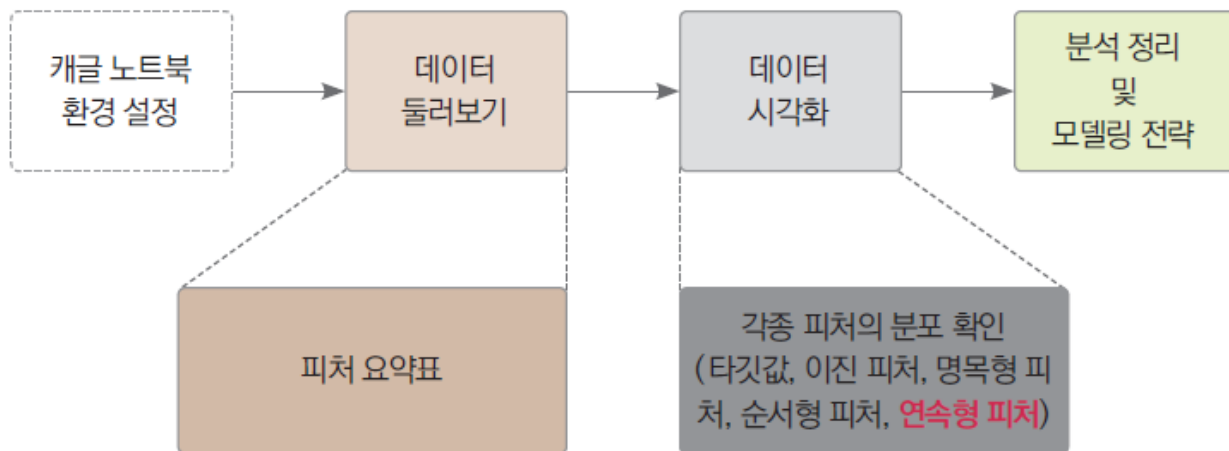 캐글 노트북
환경 설정
데이터
둘러보기
데이터
시각화
분석 정리
및
모델링 전략
피처 요약표
각종 피처의 분포 확인
(타깃값, 이진 피처, 명목형 피
처, 순서형 피처, 연속형 피처)